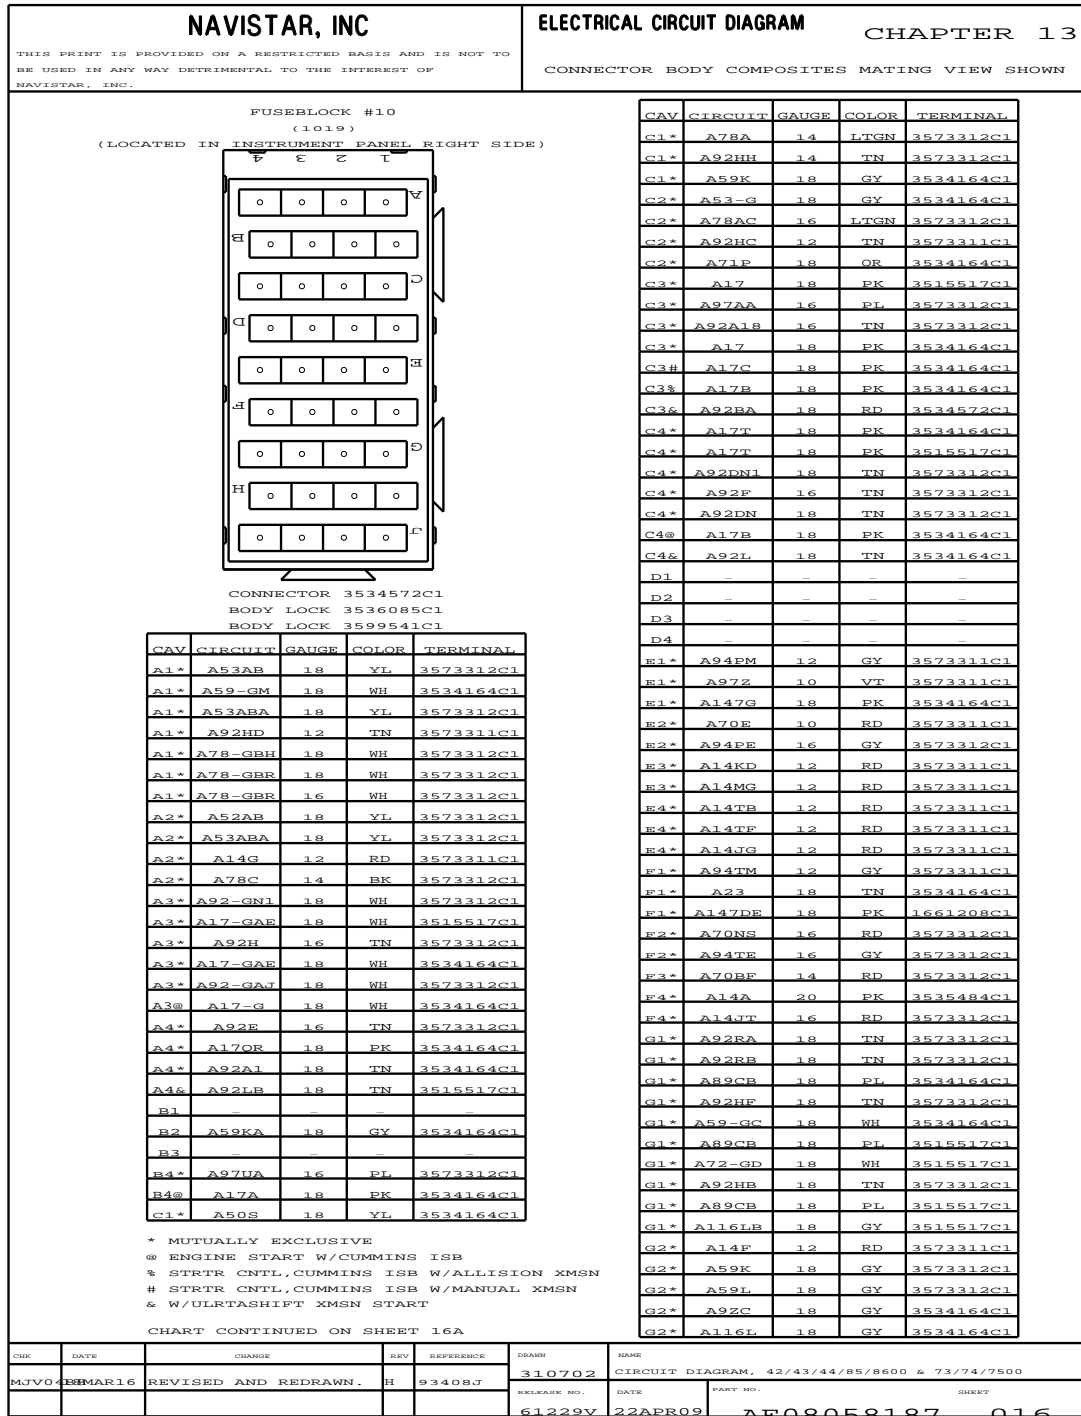 NAVISTAR, INC
THIS PRINT IS PROVIDED ON A RESTRICTED BASIS AND IS NOT TO
BE USED IN ANY WAY DETRIMENTAL TO THE INTEREST OF
NAVISTAR, INC.
ELECTRICAL CIRCUIT DIAGRAM
CHAPTER 13
CONNECTOR BODY COMPOSITES MATING VIEW SHOWN
FUSEBLOCK #10
(1019)
(LOCATED IN INSTRUMENT PANEL RIGHT SIDE)
4 3 2 1
A
B
C
D
E
F
G
H
J
CONNECTOR 3534572C1
BODY LOCK 3536085C1
BODY LOCK 3599541C1
CAV CIRCUIT GAUGE COLOR TERMINAL
A1* A53AB 18 YL 3573312C1
A1* A59-GM 18 WH 3534164C1
A1* A53ABA 18 YL 3573312C1
A1* A92HD 12 TN 3573311C1
A1* A78-GBH 18 WH 3573312C1
A1* A78-GBR 18 WH 3573312C1
A1* A78-GBR 16 WH 3573312C1
A2* A52AB 18 YL 3573312C1
A2* A53ABA 18 YL 3573312C1
A2* A14G 12 RD 3573311C1
A2* A78C 14 BK 3573312C1
A3* A92-GN1 18 WH 3573312C1
A3* A17-GAE 18 WH 3515517C1
A3* A92H 16 TN 3573312C1
A3* A17-GAE 18 WH 3534164C1
A3* A92-GAJ 18 WH 3573312C1
A3@ A17-G 18 WH 3534164C1
A4* A92E 16 TN 3573312C1
A4* A17QR 18 PK 3534164C1
A4* A92A1 18 TN 3534164C1
A4& A92LB 18 TN 3515517C1
B1 – – – –
B2 A59KA 18 GY 3534164C1
B3 – – – –
B4* A97UA 16 PL 3573312C1
B4@ A17A 18 PK 3534164C1
C1* A50S 18 YL 3534164C1
* MUTUALLY EXCLUSIVE
@ ENGINE START W/CUMMINS ISB
% STRTR CNTL,CUMMINS ISB W/ALLISION XMSN
# STRTR CNTL,CUMMINS ISB W/MANUAL XMSN
& W/ULRTASHIFT XMSN START
CHART CONTINUED ON SHEET 16A
CAV CIRCUIT GAUGE COLOR TERMINAL
C1* A78A 14 LTGN 3573312C1
C1* A92HH 14 TN 3573312C1
C1* A59K 18 GY 3534164C1
C2* A53-G 18 GY 3534164C1
C2* A78AC 16 LTGN 3573312C1
C2* A92HC 12 TN 3573311C1
C2* A71P 18 OR 3534164C1
C3* A17 18 PK 3515517C1
C3* A97AA 16 PL 3573312C1
C3* A92A18 16 TN 3573312C1
C3* A17 18 PK 3534164C1
C3# A17C 18 PK 3534164C1
C3% A17B 18 PK 3534164C1
C3& A92BA 18 RD 3534572C1
C4* A17T 18 PK 3534164C1
C4* A17T 18 PK 3515517C1
C4* A92DN1 18 TN 3573312C1
C4* A92F 16 TN 3573312C1
C4* A92DN 18 TN 3573312C1
C4@ A17B 18 PK 3534164C1
C4& A92L 18 TN 3534164C1
D1 – – – –
D2 – – – –
D3 – – – –
D4 – – – –
E1* A94PM 12 GY 3573311C1
E1* A97Z 10 VT 3573311C1
E1* A147G 18 PK 3534164C1
E2* A70E 10 RD 3573311C1
E2* A94PE 16 GY 3573312C1
E3* A14KD 12 RD 3573311C1
E3* A14MG 12 RD 3573311C1
E4* A14TB 12 RD 3573311C1
E4* A14TF 12 RD 3573311C1
E4* A14JG 12 RD 3573311C1
F1* A94TM 12 GY 3573311C1
F1* A23 18 TN 3534164C1
F1* A147DE 18 PK 1661208C1
F2* A70NS 16 RD 3573312C1
F2* A94TE 16 GY 3573312C1
F3* A70BF 14 RD 3573312C1
F4* A14A 20 PK 3535484C1
F4* A14JT 16 RD 3573312C1
G1* A92RA 18 TN 3573312C1
G1* A92RB 18 TN 3573312C1
G1* A89CB 18 PL 3534164C1
G1* A92HF 18 TN 3573312C1
G1* A59-GC 18 WH 3534164C1
G1* A89CB 18 PL 3515517C1
G1* A72-GD 18 WH 3515517C1
G1* A92HB 18 TN 3573312C1
G1* A89CB 18 PL 3515517C1
G1* A116LB 18 GY 3515517C1
G2* A14F 12 RD 3573311C1
G2* A59K 18 GY 3573312C1
G2* A59L 18 GY 3573312C1
G2* A9ZC 18 GY 3534164C1
G2* A116L 18 GY 3534164C1
CHK DATE CHANGE REV REFERENCE
REVISED AND REDRAWN. H 93408J
DRAWN
310702
NAME
CIRCUIT DIAGRAM, 42/43/44/85/8600 & 73/74/7500
RELEASE NO.
61229V
DATE
22APR09
PART NO.
AE08058187
SHEET
016